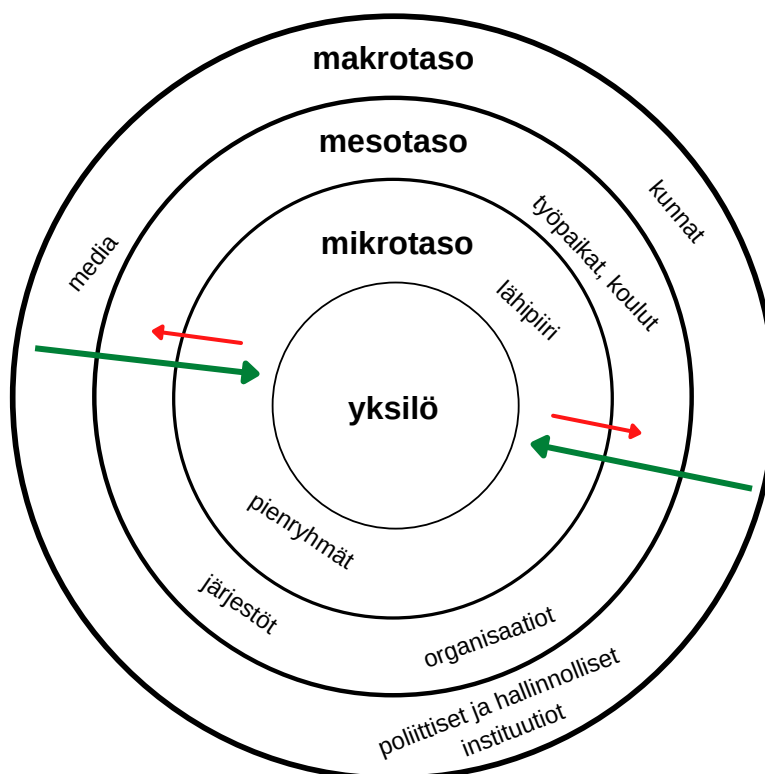 makrotaso
mesotaso
kunnat
työpaikat, koulut
media
mikrotaso
lähipiiri
yksilö
pienryhmät
järjestöt
organisaatiot
poliittiset ja hallinnolliset
instituutiot